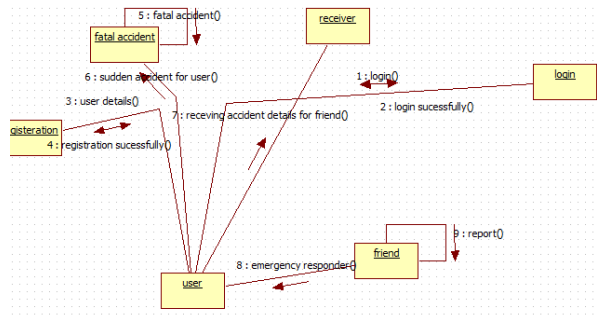 5 : fatal accident()
receiver
fatal accident
login
6 : sudden accident for user()
1 : login()
3 : user details()
2 : login sucessfully()
7 : receving accident details for friend()
gisteration
4 : registration sucessfully()
9 : report()
friend
8 : emergency responder()
user